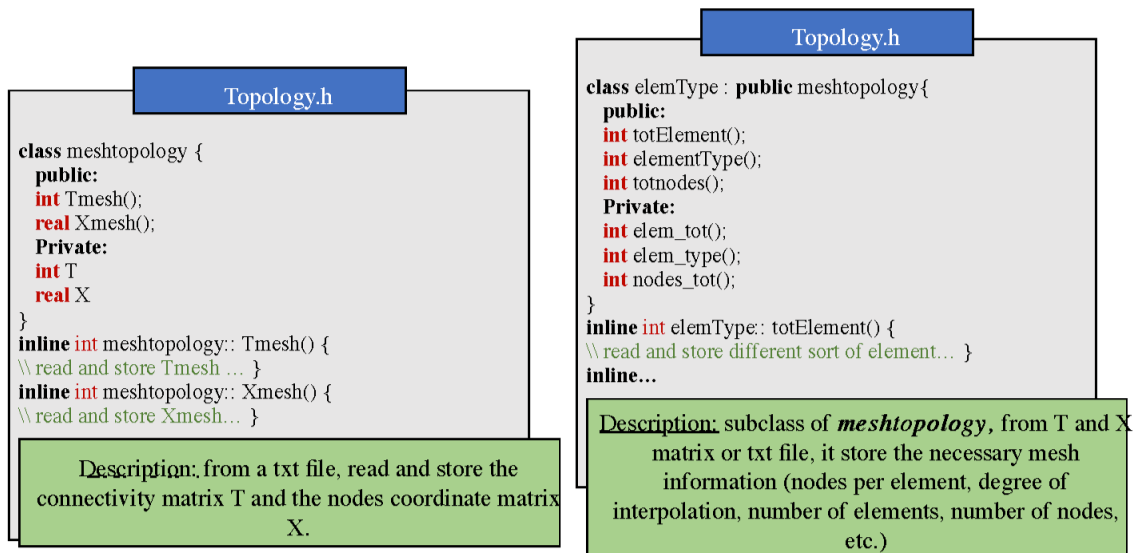 Topology.h
class meshtopology {
public:
int Tmesh();
real Xmesh();
Private:
int T
real X
}
inline int meshtopology:: Tmesh() {
\\ read and store Tmesh ... }
inline int meshtopology:: Xmesh() {
\\ read and store Xmesh... }
Description: from a txt file, read and store the
connectivity matrix T and the nodes coordinate matrix
X.
Topology.h
class elemType : public meshtopology{
public:
int totElement();
int elementType();
int totnodes();
Private:
int elem_tot();
int elem_type();
int nodes_tot();
}
inline int elemType:: totElement() {
\\ read and store different sort of element... }
inline...
Description: subclass of meshtopology, from T and X
matrix or txt file, it store the necessary mesh
information (nodes per element, degree of
interpolation, number of elements, number of nodes,
etc.)